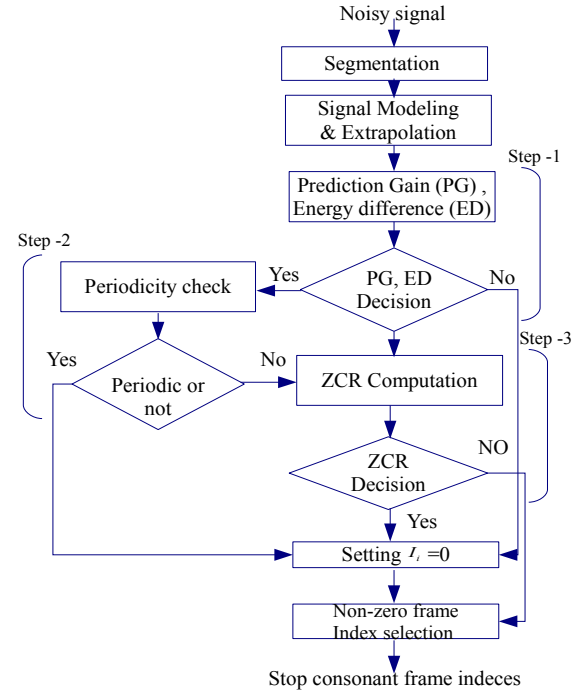 Noisy signal
Segmentation
Signal Modeling
& Extrapolation
Step -1
Prediction Gain (PG) ,
Energy difference (ED)
Step -2
Yes
PG, ED
Decision
No
Periodicity check
Step -3
Yes
Periodic or
not
No
ZCR Computation
ZCR
Decision
NO
Yes
Setting I_i =0
Non-zero frame
Index selection
Stop consonant frame indeces